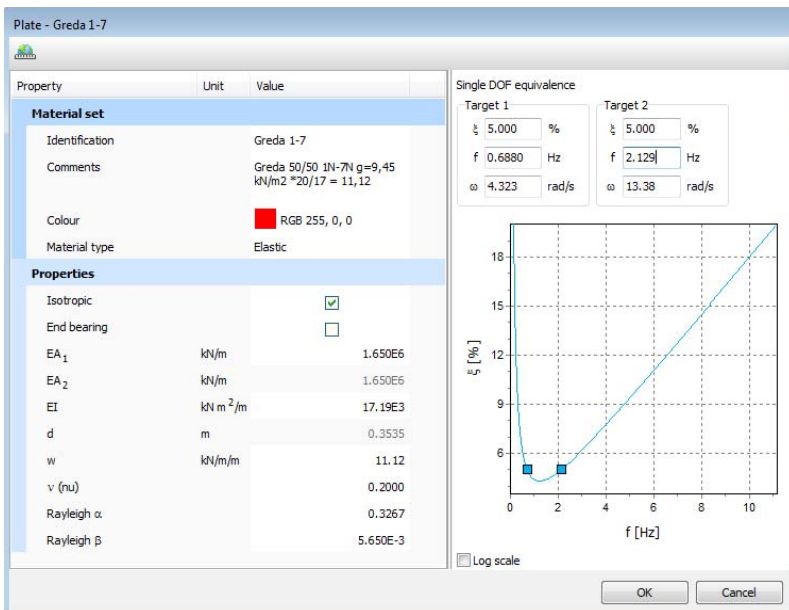 Plate - Greda 1-7
Property Unit Value
Material set
Identification Greda 1-7
Comments Greda 50/50 1N-7N g=9,45
kN/m2 *20/17 = 11,12
Colour RGB 255, 0, 0
Material type Elastic
Properties
Isotropic
End bearing
EA1 kN/m 1.650E6
EA2 kN/m 1.650E6
EI kN m2/m 17.19E3
d m 0.3535
w kN/m/m 11.12
ν (nu) 0.2000
Rayleigh α 0.3267
Rayleigh β 5.650E-3
Single DOF equivalence
Target 1
ξ 5.000 %
f 0.6880 Hz
ω 4.323 rad/s
Target 2
ξ 5.000 %
f 2.129 Hz
ω 13.38 rad/s
ξ [%]
18
15
12
9
6
0 2 4 6 8 10
f [Hz]
Log scale
OK Cancel